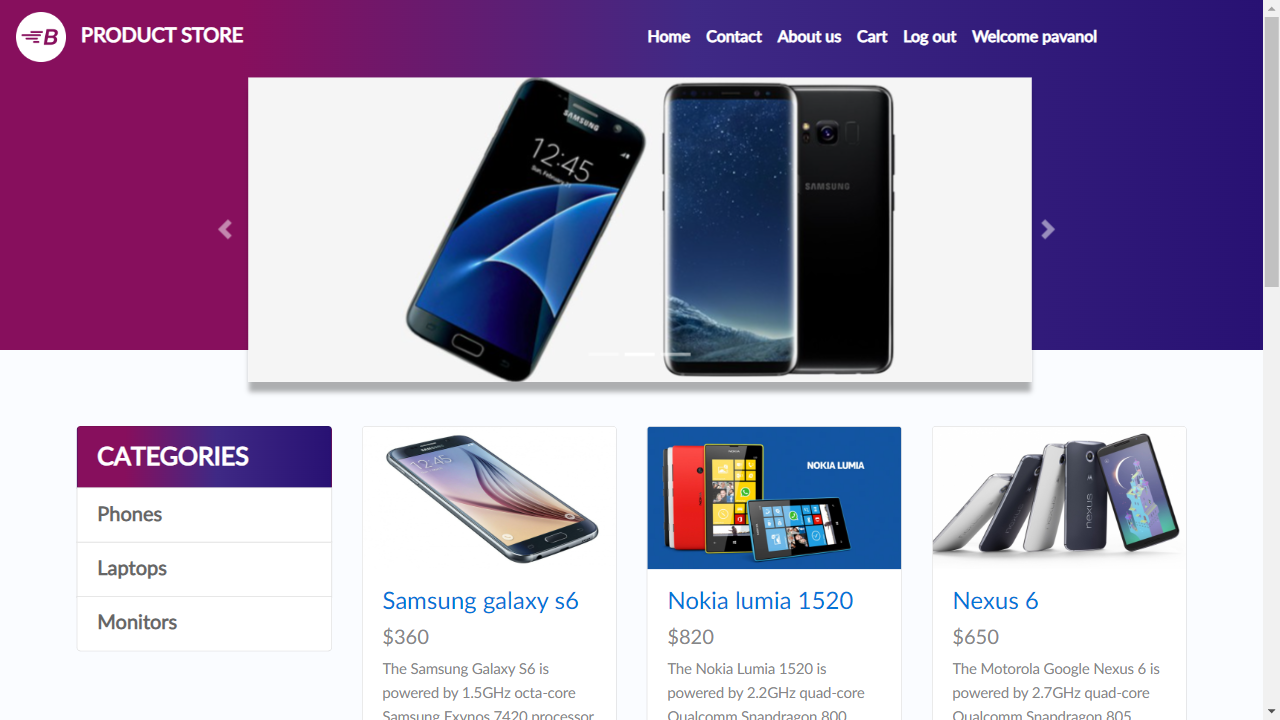 B PRODUCT STORE
Home Contact About us Cart Log out Welcome pavanol
SAMSUNG
12:45
SAMSUNG
CATEGORIES
Phones
Laptops
Monitors
12:45
Samsung galaxy s6
$360
The Samsung Galaxy S6 is
powered by 1.5GHz octa-core
Samsung Exynos 7420 processor
NOKIA LUMIA
Nokia lumia 1520
$820
The Nokia Lumia 1520 is
powered by 2.2GHz quad-core
Qualcomm Snapdragon 800
nexus
Nexus 6
$650
The Motorola Google Nexus 6 is
powered by 2.7GHz quad-core
Qualcomm Snapdragon 805